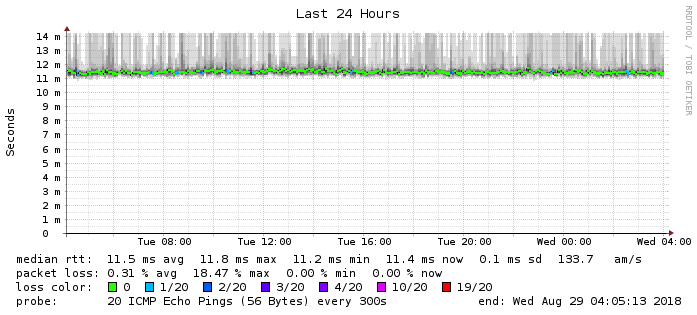 Last 24 Hours
RRDTOOL / TOBI OETIKER
Seconds
14 m
13 m
12 m
11 m
10 m
9 m
8 m
7 m
6 m
5 m
4 m
3 m
2 m
1 m
0
Tue 08:00 Tue 12:00 Tue 16:00 Tue 20:00 Wed 00:00 Wed 04:00
median rtt: 11.5 ms avg 11.8 ms max 11.2 ms min 11.4 ms now 0.1 ms sd 133.7 am/s
packet loss: 0.31 % avg 18.47 % max 0.00 % min 0.00 % now
loss color: 0 1/20 2/20 3/20 4/20 10/20 19/20
probe: 20 ICMP Echo Pings (56 Bytes) every 300s end: Wed Aug 29 04:05:13 2018